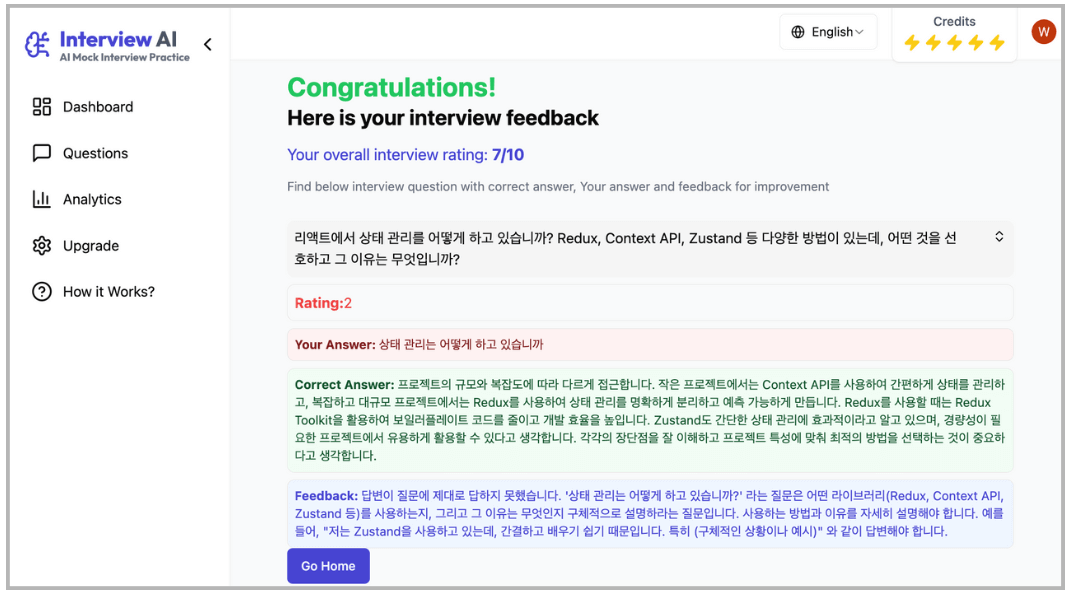 Interview AI
AI Mock Interview Practice
Dashboard
Questions
Analytics
Upgrade
How it Works?
English
Credits
W
Congratulations!
Here is your interview feedback
Your overall interview rating: 7/10
Find below interview question with correct answer, Your answer and feedback for improvement
리액트에서 상태 관리를 어떻게 하고 있습니까? Redux, Context API, Zustand 등 다양한 방법이 있는데, 어떤 것을 선
호하고 그 이유는 무엇입니까?
Rating:2
Your Answer: 상태 관리는 어떻게 하고 있습니까
Correct Answer: 프로젝트의 규모와 복잡도에 따라 다르게 접근합니다. 작은 프로젝트에서는 Context API를 사용하여 간편하게 상태를 관리하
고, 복잡하고 대규모 프로젝트에서는 Redux를 사용하여 상태 관리를 명확하게 분리하고 예측 가능하게 만듭니다. Redux를 사용할 때는 Redux
Toolkit을 활용하여 보일러플레이트 코드를 줄이고 개발 효율을 높입니다. Zustand도 간단한 상태 관리에 효과적이라고 알고 있으며, 경량성이 필
요한 프로젝트에서 유용하게 활용할 수 있다고 생각합니다. 각각의 장단점을 잘 이해하고 프로젝트 특성에 맞춰 최적의 방법을 선택하는 것이 중요하
다고 생각합니다.
Feedback: 답변이 질문에 제대로 답하지 못했습니다. '상태 관리는 어떻게 하고 있습니까?' 라는 질문은 어떤 라이브러리(Redux, Context API,
Zustand 등)를 사용하는지, 그리고 그 이유는 무엇인지 구체적으로 설명하라는 질문입니다. 사용하는 방법과 이유를 자세히 설명해야 합니다. 예를
들어, "저는 Zustand을 사용하고 있는데, 간결하고 배우기 쉽기 때문입니다. 특히 (구체적인 상황이나 예시)" 와 같이 답변해야 합니다.
Go Home